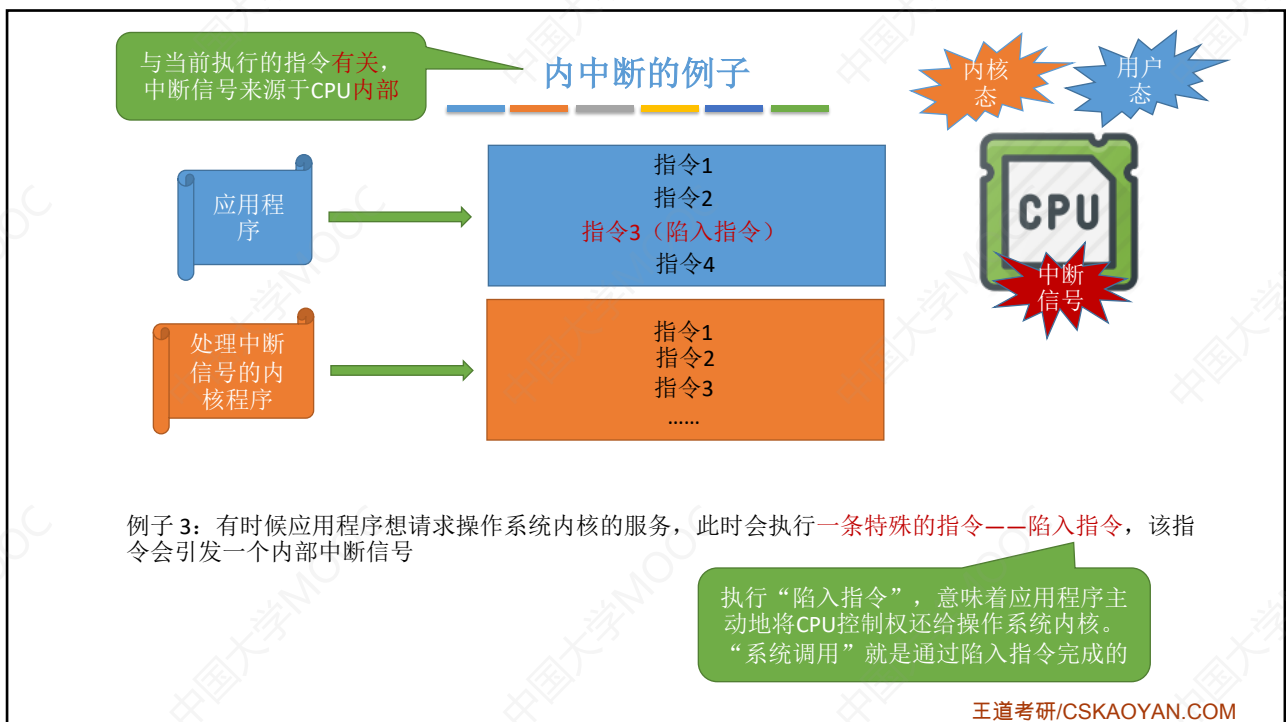 与当前执行的指令有关，
中断信号来源于CPU内部
内中断的例子
内核
态
用户
态
应用程
序
指令1
指令2
指令3（陷入指令）
指令4
CPU
中断
信号
处理中断
信号的内
核程序
指令1
指令2
指令3
......
例子 3：有时候应用程序想请求操作系统内核的服务，此时会执行一条特殊的指令——陷入指令，该指
令会引发一个内部中断信号
执行“陷入指令”，意味着应用程序主
动地将CPU控制权还给操作系统内核。
“系统调用”就是通过陷入指令完成的
王道考研/CSKAOYAN.COM
中国大学MOOC